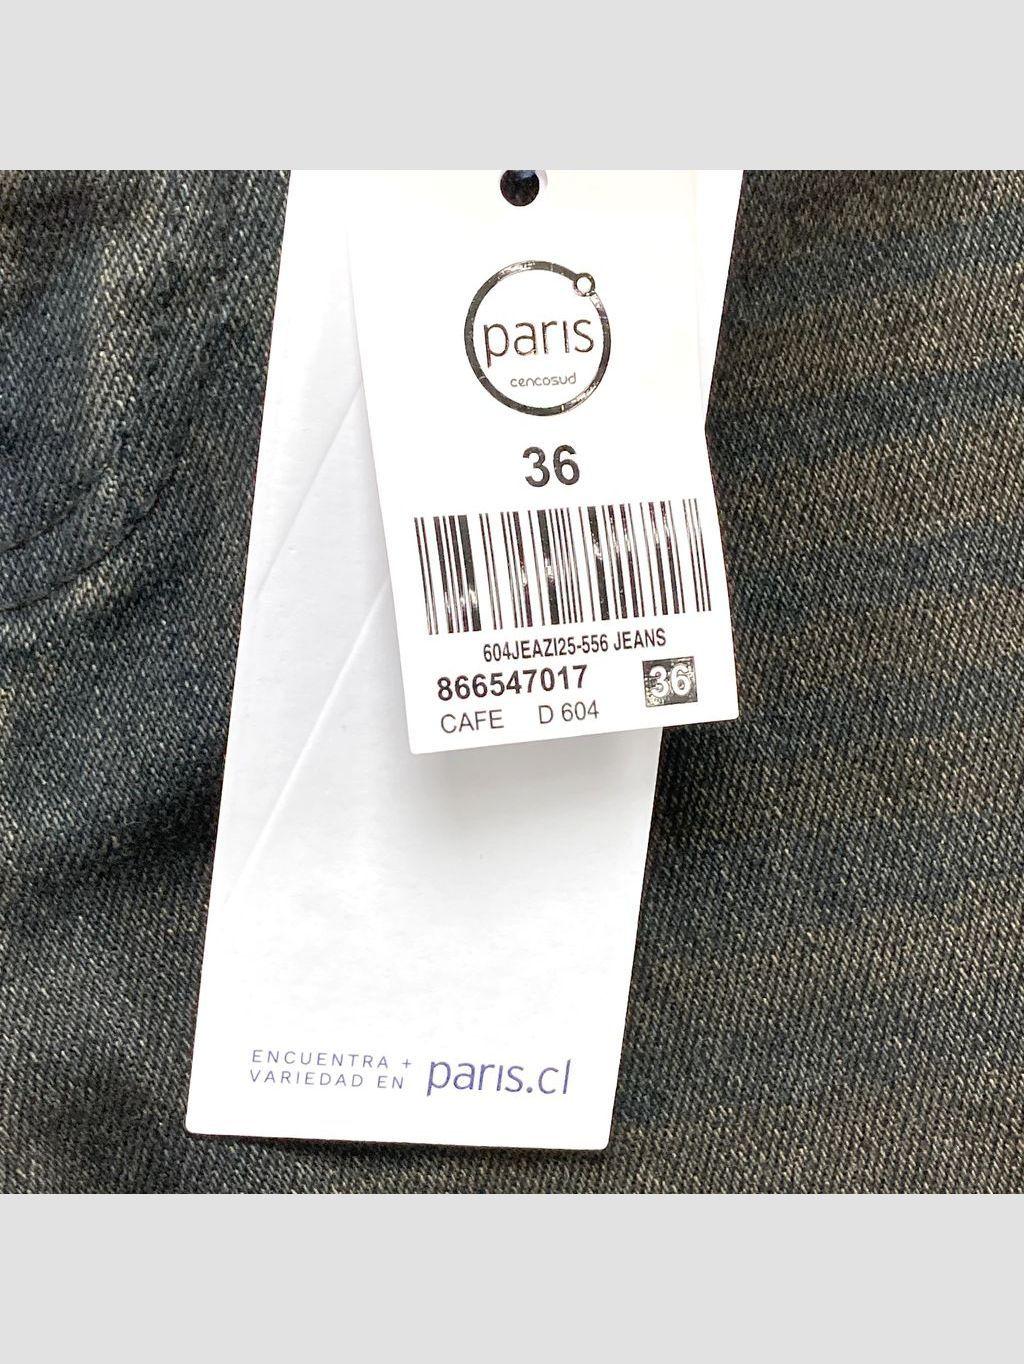 paris
cencosud
36
604JEAZI25-556 JEANS
866547017
36
CAFE D 604
ENCUENTRA +
VARIEDAD EN paris.cl